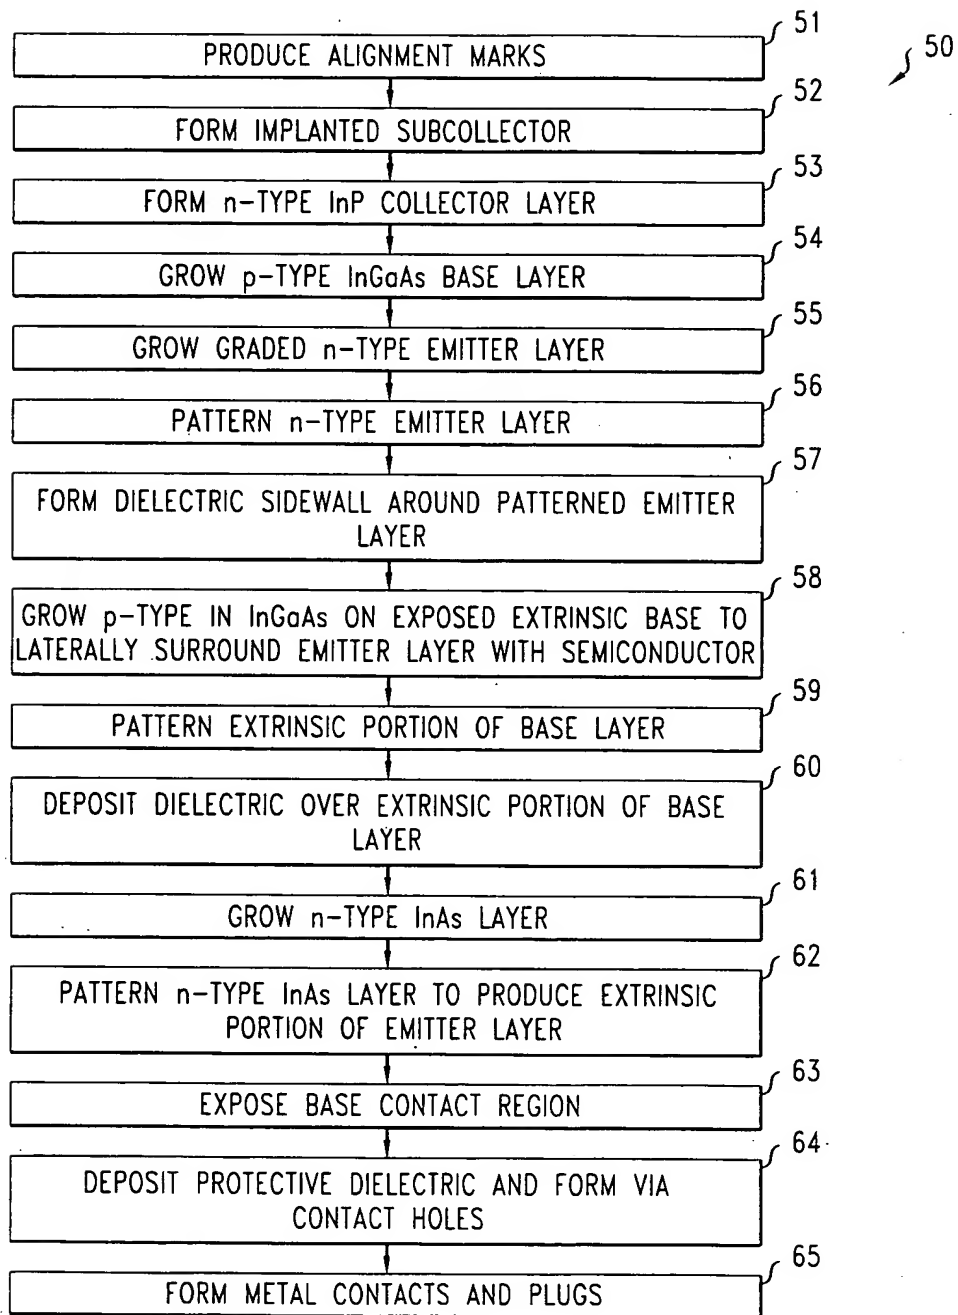 51
50
PRODUCE ALIGNMENT MARKS
52
FORM IMPLANTED SUBCOLLECTOR
53
FORM n-TYPE InP COLLECTOR LAYER
54
GROW p-TYPE InGaAs BASE LAYER
55
GROW GRADED n-TYPE EMITTER LAYER
56
PATTERN n-TYPE EMITTER LAYER
57
FORM DIELECTRIC SIDEWALL AROUND PATTERNED EMITTER
LAYER
58
GROW p-TYPE IN InGaAs ON EXPOSED EXTRINSIC BASE TO
LATERALLY SURROUND EMITTER LAYER WITH SEMICONDUCTOR
59
PATTERN EXTRINSIC PORTION OF BASE LAYER
60
DEPOSIT DIELECTRIC OVER EXTRINSIC PORTION OF BASE
LAYER
61
GROW n-TYPE InAs LAYER
62
PATTERN n-TYPE InAs LAYER TO PRODUCE EXTRINSIC
PORTION OF EMITTER LAYER
63
EXPOSE BASE CONTACT REGION
64
DEPOSIT PROTECTIVE DIELECTRIC AND FORM VIA
CONTACT HOLES
65
FORM METAL CONTACTS AND PLUGS